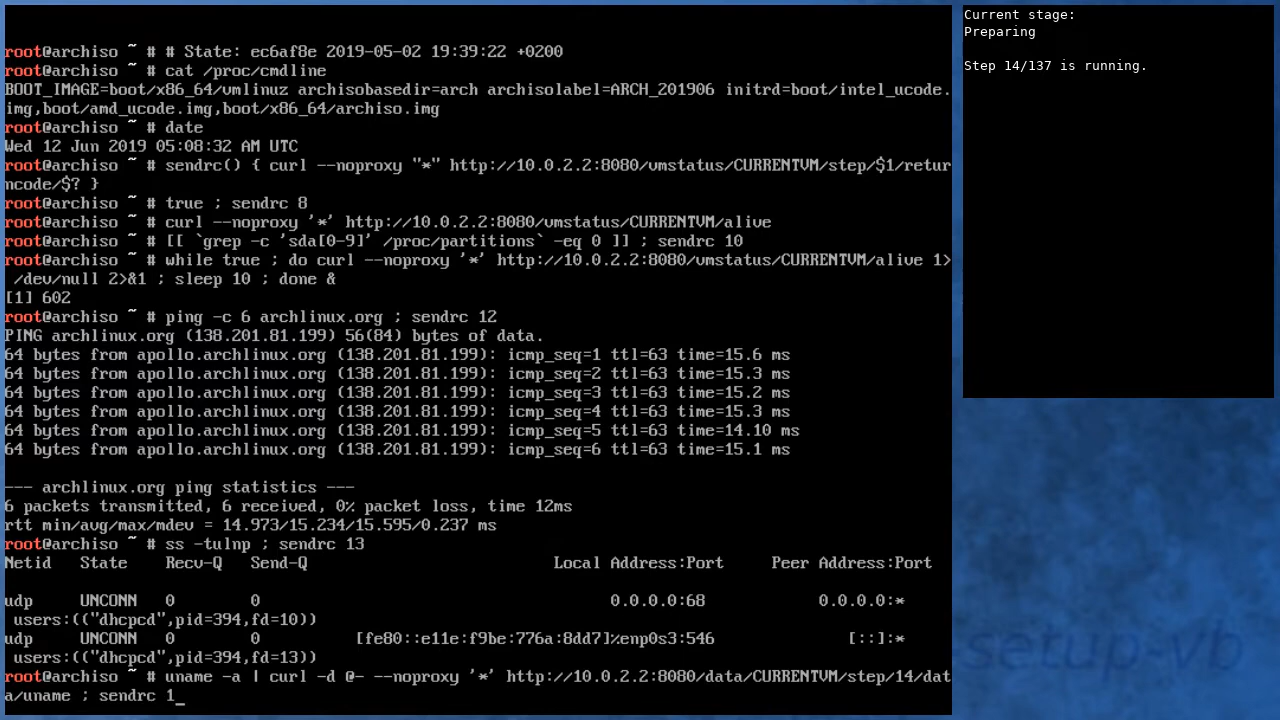 root@archiso ~ # # State: ec6af8e 2019-05-02 19:39:22 +0200
root@archiso ~ # cat /proc/cmdline
BOOT_IMAGE=boot/x86_64/vmlinuz archisobasedir=arch archisolabel=ARCH_201906 initrd=boot/intel_ucode.
img,boot/amd_ucode.img,boot/x86_64/archiso.img
root@archiso ~ # date
Wed 12 Jun 2019 05:08:32 AM UTC
root@archiso ~ # sendrc() { curl --noproxy "*" http://10.0.2.2:8080/vmstatus/CURRENTVM/step/$1/retur
ncode/$? }
root@archiso ~ # true ; sendrc 8
root@archiso ~ # curl --noproxy '*' http://10.0.2.2:8080/vmstatus/CURRENTVM/alive
root@archiso ~ # [[ `grep -c 'sda[0-9]' /proc/partitions` -eq 0 ]] ; sendrc 10
root@archiso ~ # while true ; do curl --noproxy '*' http://10.0.2.2:8080/vmstatus/CURRENTVM/alive 1>
 /dev/null 2>&1 ; sleep 10 ; done &
[1] 602
root@archiso ~ # ping -c 6 archlinux.org ; sendrc 12
PING archlinux.org (138.201.81.199) 56(84) bytes of data.
64 bytes from apollo.archlinux.org (138.201.81.199): icmp_seq=1 ttl=63 time=15.6 ms
64 bytes from apollo.archlinux.org (138.201.81.199): icmp_seq=2 ttl=63 time=15.3 ms
64 bytes from apollo.archlinux.org (138.201.81.199): icmp_seq=3 ttl=63 time=15.2 ms
64 bytes from apollo.archlinux.org (138.201.81.199): icmp_seq=4 ttl=63 time=15.3 ms
64 bytes from apollo.archlinux.org (138.201.81.199): icmp_seq=5 ttl=63 time=14.10 ms
64 bytes from apollo.archlinux.org (138.201.81.199): icmp_seq=6 ttl=63 time=15.1 ms
--- archlinux.org ping statistics ---
6 packets transmitted, 6 received, 0% packet loss, time 12ms
rtt min/avg/max/mdev = 14.973/15.234/15.595/0.237 ms
root@archiso ~ # ss -tulnp ; sendrc 13
Netid State Recv-Q Send-Q Local Address:Port Peer Address:Port
udp UNCONN 0 0 0.0.0.0:68 0.0.0.0:*
 users:(("dhcpcd",pid=394,fd=10))
udp UNCONN 0 0 [fe80::e11e:f9be:776a:8dd7]%enp0s3:546 [::]:*
 users:(("dhcpcd",pid=394,fd=13))
root@archiso ~ # uname -a | curl -d @- --noproxy '*' http://10.0.2.2:8080/data/CURRENTVM/step/14/dat
a/uname ; sendrc 1_
Current stage:
Preparing
Step 14/137 is running.
setup-vb